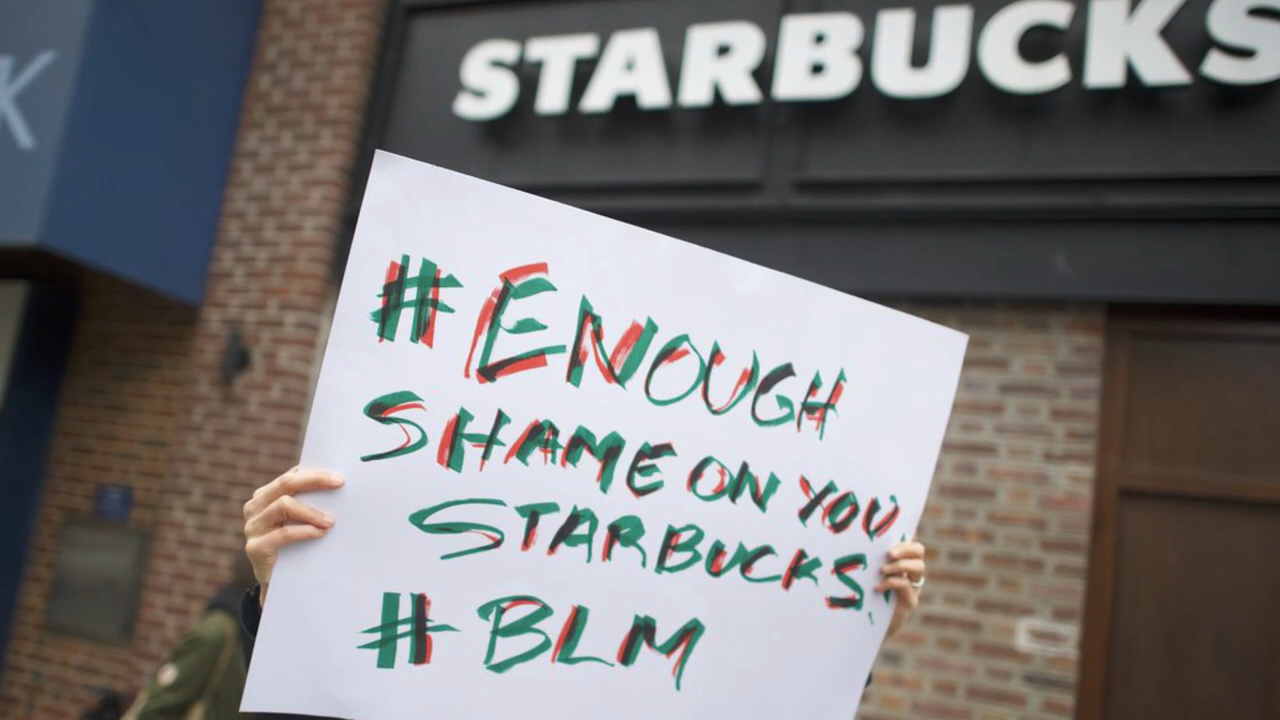 K
STARBUCKS
#ENOUGH
SHAME ON YOU
STARBUCKS!
#BLM